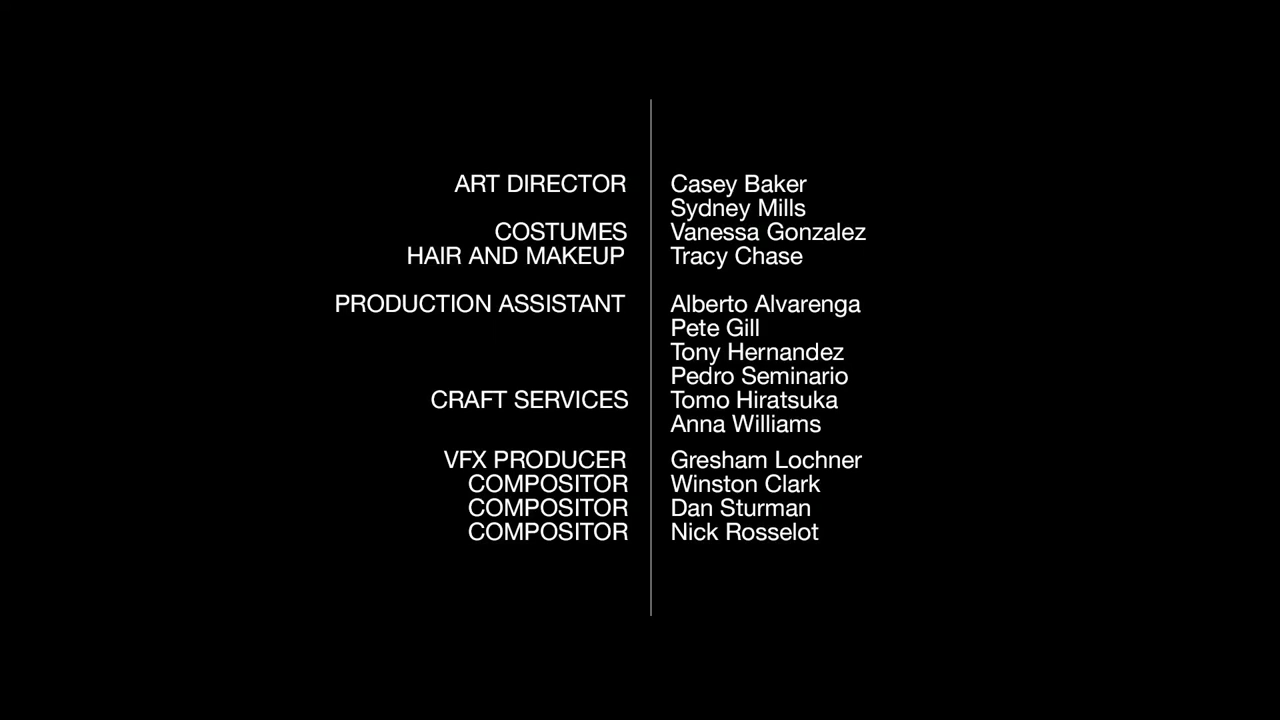 ART DIRECTOR Casey Baker
Sydney Mills
COSTUMES Vanessa Gonzalez
HAIR AND MAKEUP Tracy Chase
PRODUCTION ASSISTANT Alberto Alvarenga
Pete Gill
Tony Hernandez
Pedro Seminario
CRAFT SERVICES Tomo Hiratsuka
Anna Williams
VFX PRODUCER Gresham Lochner
COMPOSITOR Winston Clark
COMPOSITOR Dan Sturman
COMPOSITOR Nick Rosselot